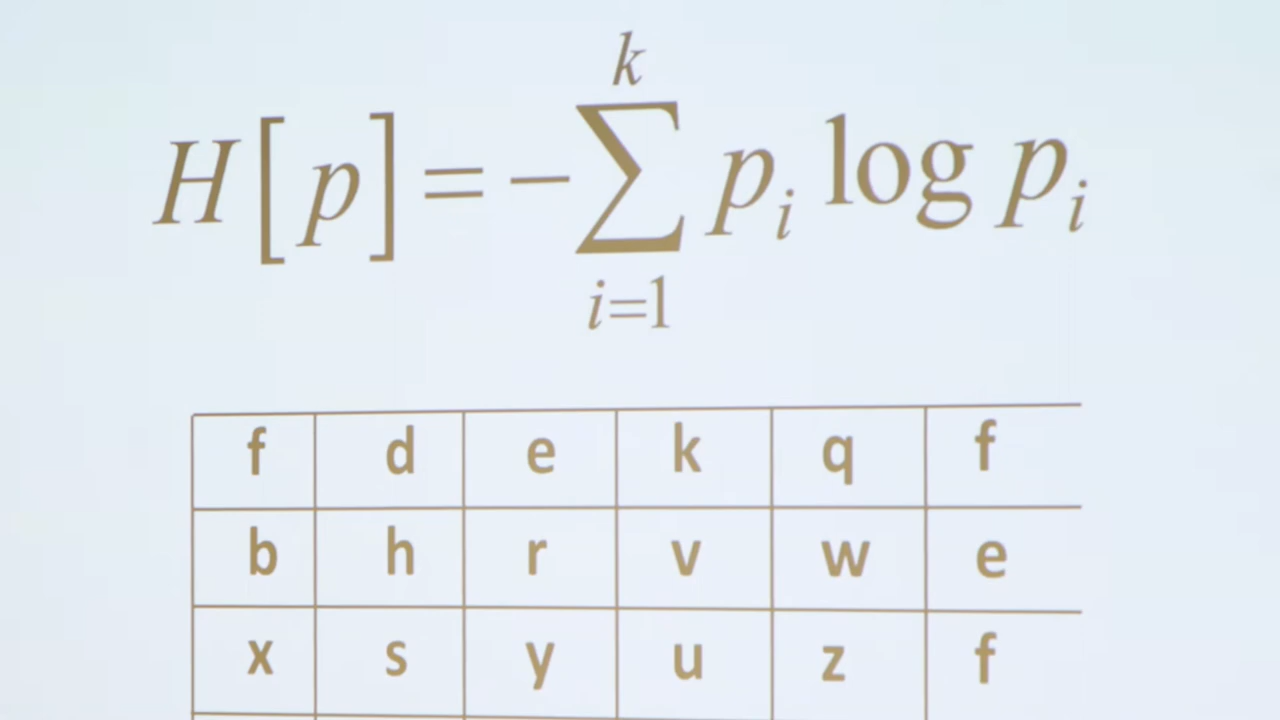 H[p] = -∑_{i=1}^{k} p_i log p_i
f d e k q f
b h r v w e
x s y u z f